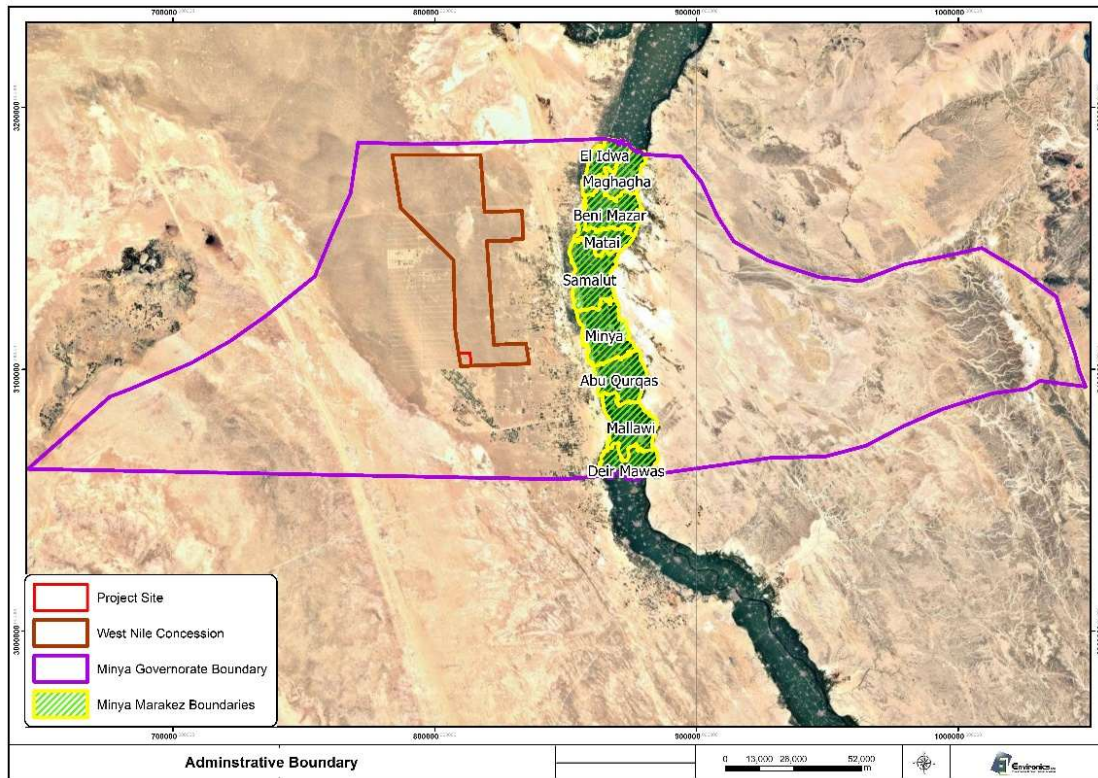 700000 800000 900000 1000000
3200000
El Idwa
Maghagha
Beni Mazar
Matai
Samalut
Minya
3100000
Abu Qurqas
Mallawi
Deir Mawas
Project Site
West Nile Concession
3000000
Minya Governorate Boundary
Minya Marakez Boundaries
700000 800000 900000 1000000
Adminstrative Boundary
0 13,000 26,000 52,000
m
Environics